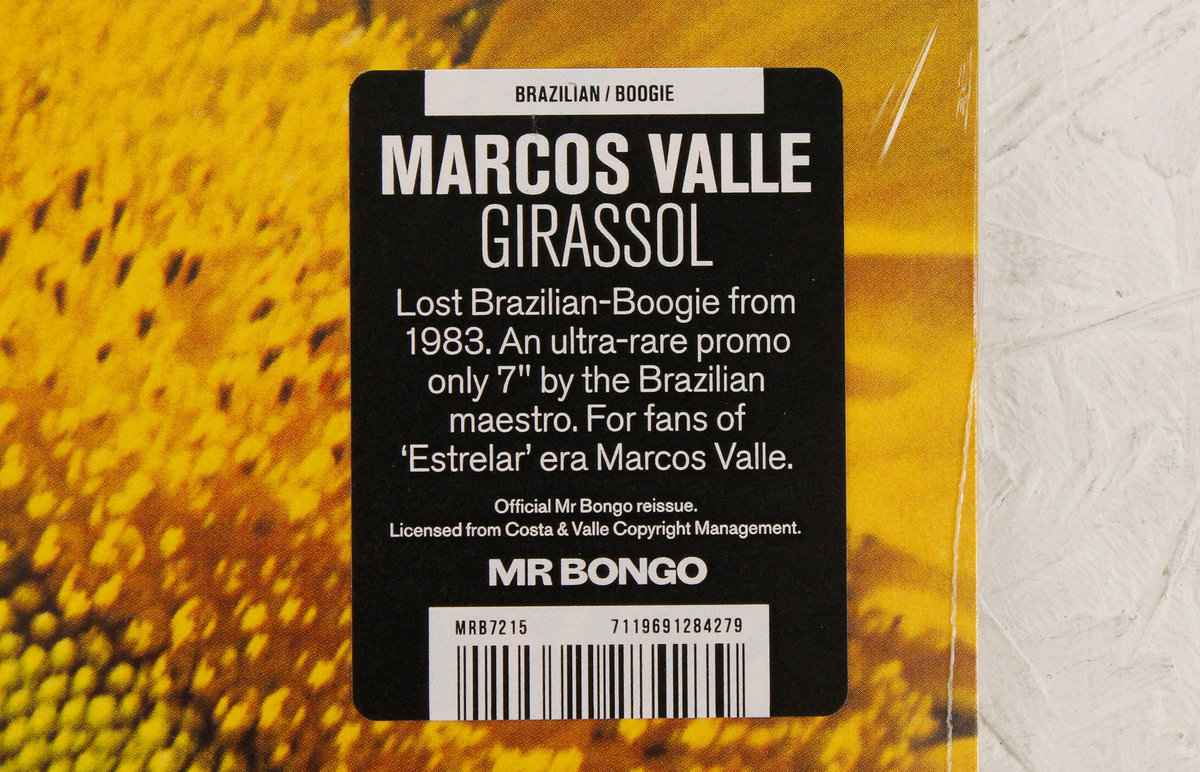 BRAZILIAN / BOOGIE
MARCOS VALLE
GIRASSOL
Lost Brazilian-Boogie from
1983. An ultra-rare promo
only 7" by the Brazilian
maestro. For fans of
‘Estrelar’ era Marcos Valle.
Official Mr Bongo reissue.
Licensed from Costa & Valle Copyright Management.
MR BONGO
MRB7215 7119691284279